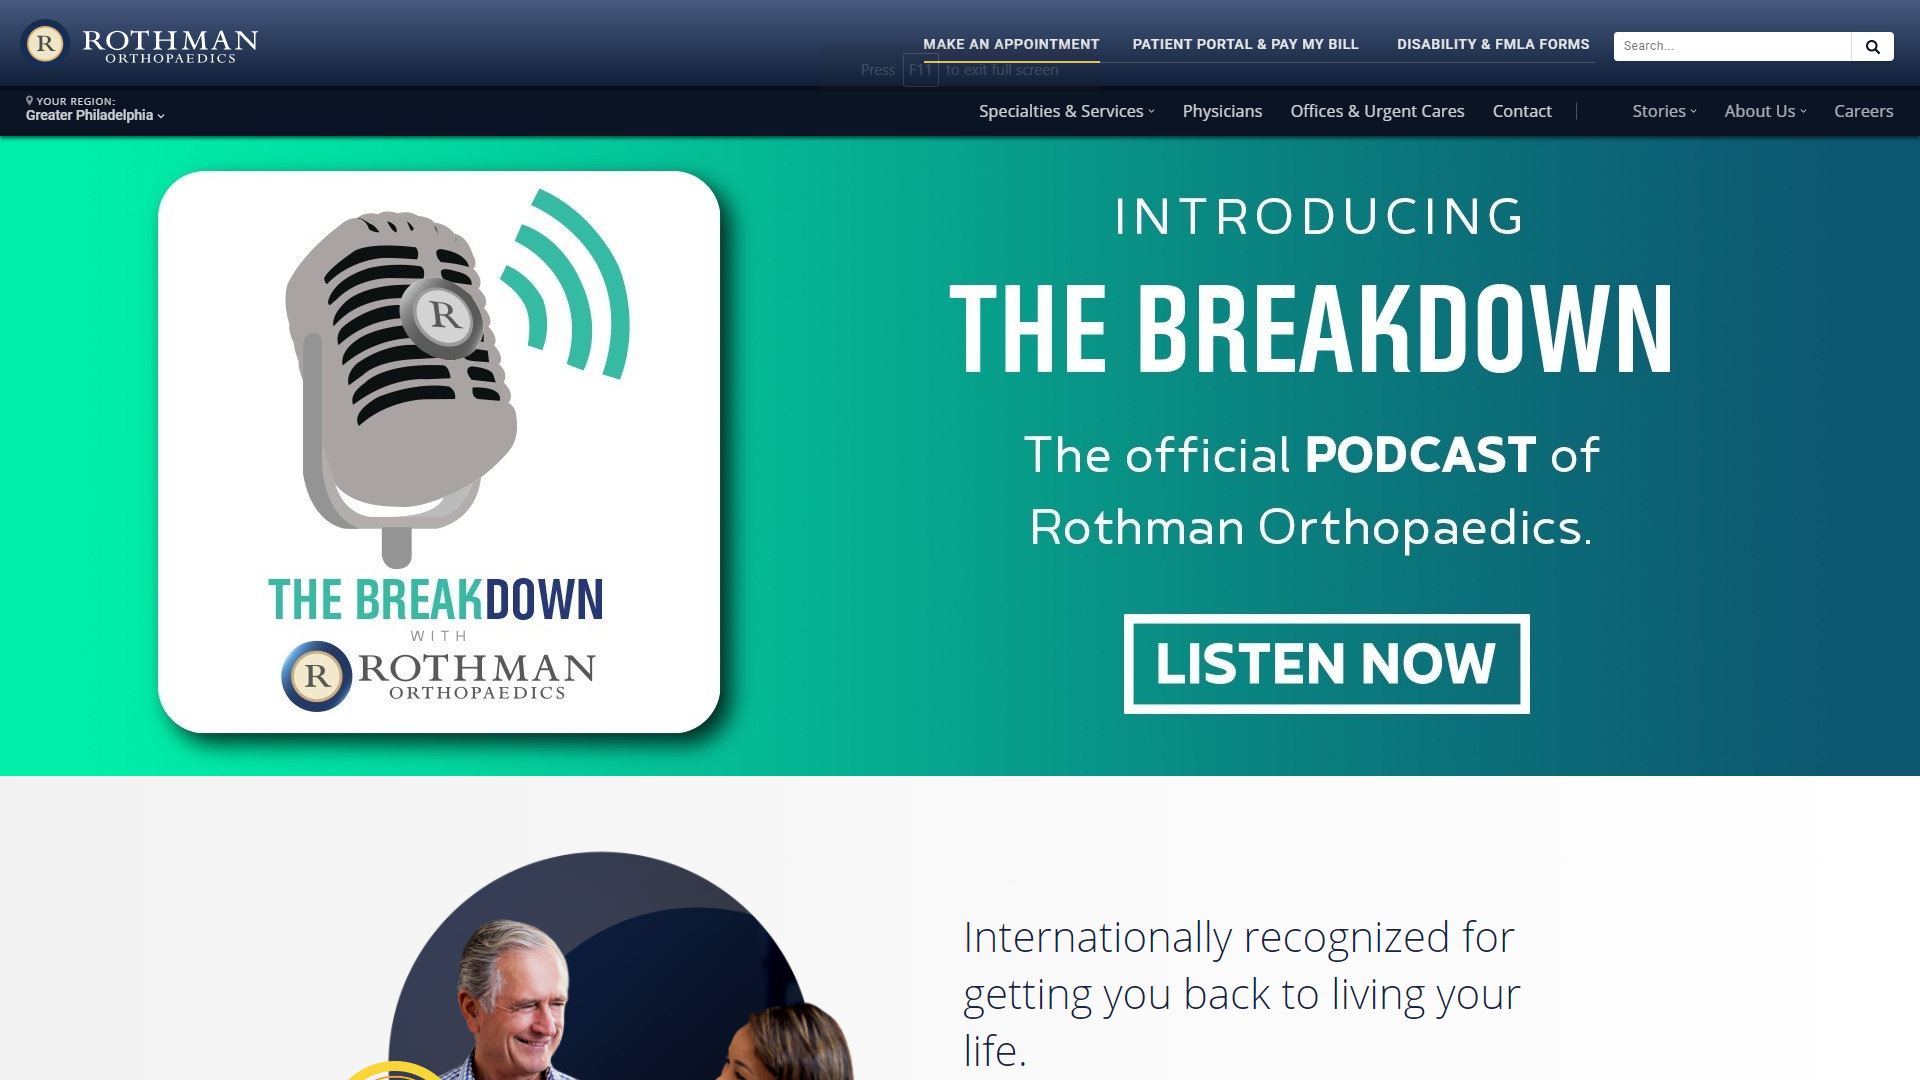 R ROTHMAN
ORTHOPAEDICS
MAKE AN APPOINTMENT
PATIENT PORTAL & PAY MY BILL
DISABILITY & FMLA FORMS
Search...
Press F11 to exit full screen
YOUR REGION:
Greater Philadelphia
Specialties & Services
Physicians
Offices & Urgent Cares
Contact
Stories
About Us
Careers
R
THE BREAKDOWN
WITH
R ROTHMAN
ORTHOPAEDICS
INTRODUCING
THE BREAKDOWN
The official PODCAST of
Rothman Orthopaedics.
LISTEN NOW
Internationally recognized for
getting you back to living your
life.